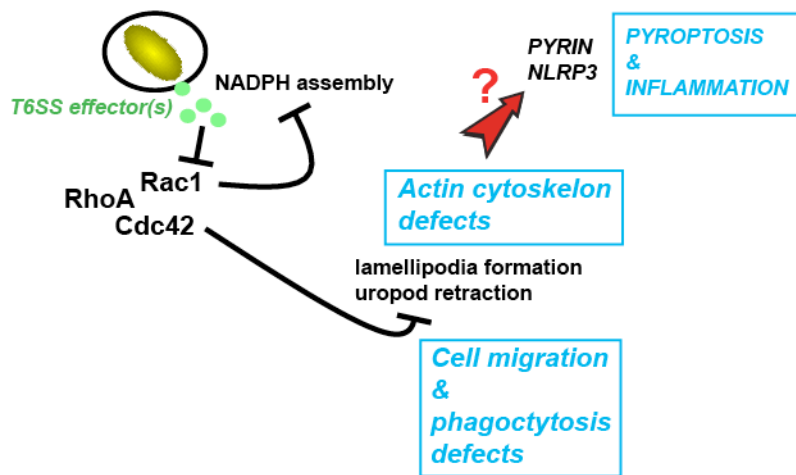 NADPH assembly
T6SS effector(s)
Rac1
RhoA
Cdc42
?
PYRIN
NLRP3
PYROPTOSIS
&
INFLAMMATION
Actin cytoskelon
defects
lamellipodia formation
uropod retraction
Cell migration
&
phagoctytosis
defects